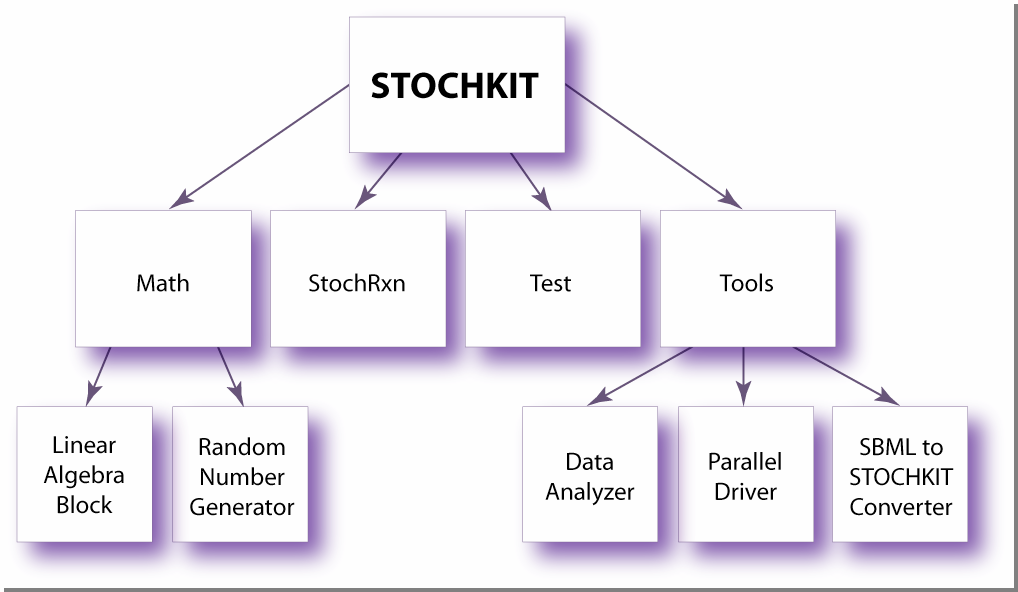 STOCHKIT
Math
StochRxn
Test
Tools
Linear
Algebra
Block
Random
Number
Generator
Data
Analyzer
Parallel
Driver
SBML to
STOCHKIT
Converter